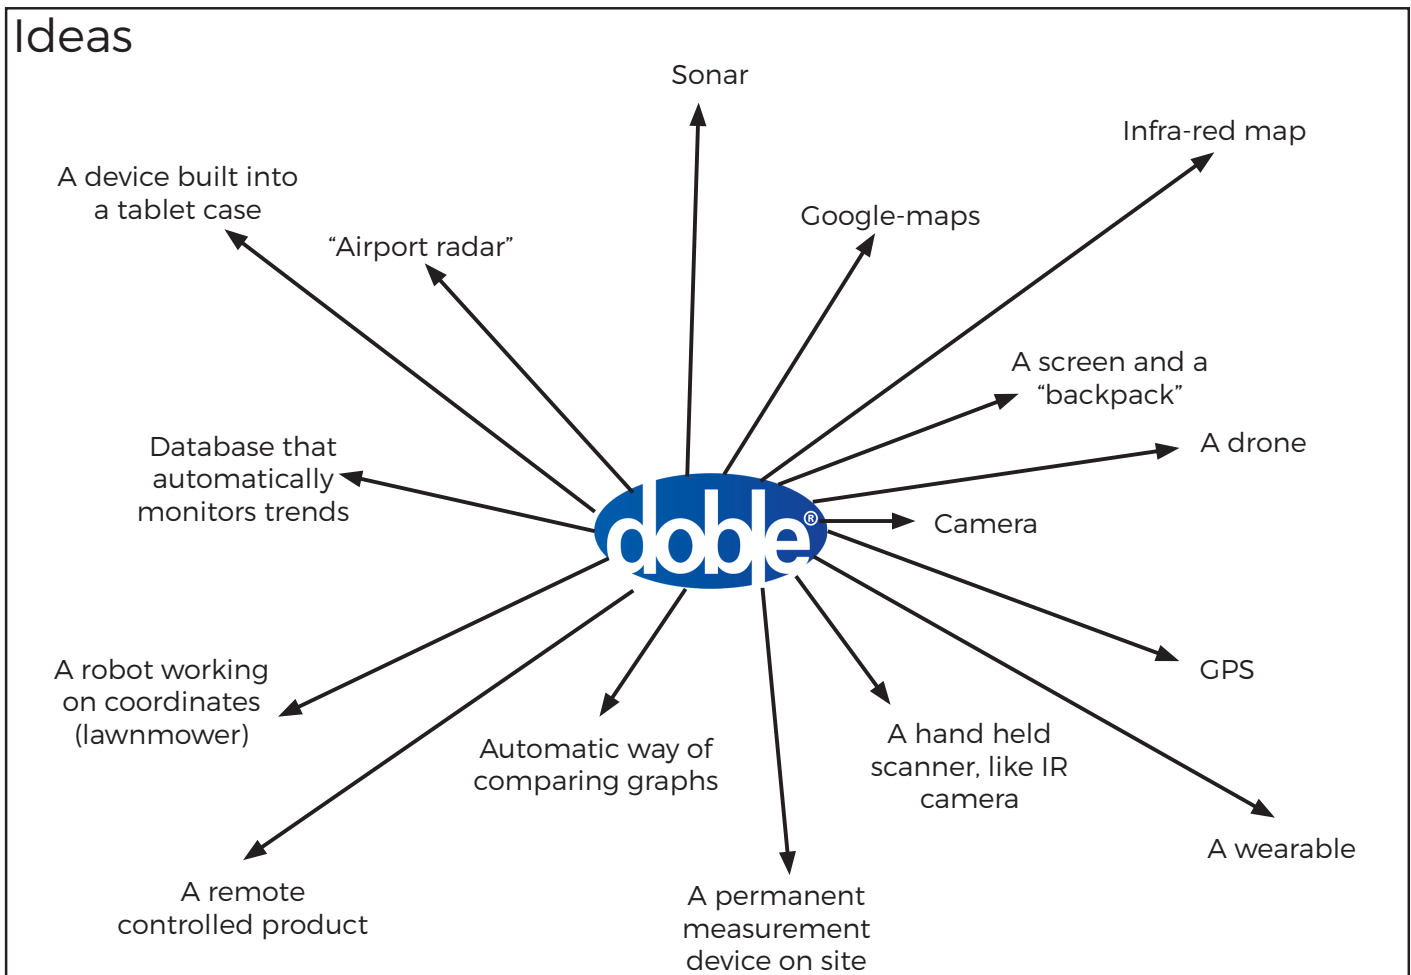 Ideas
Sonar
Infra-red map
A device built into
a tablet case
Google-maps
“Airport radar”
A screen and a
“backpack”
A drone
Database that
automatically
monitors trends
doble®
Camera
A robot working
on coordinates
(lawnmower)
GPS
Automatic way of
comparing graphs
A hand held
scanner, like IR
camera
A wearable
A remote
controlled product
A permanent
measurement
device on site